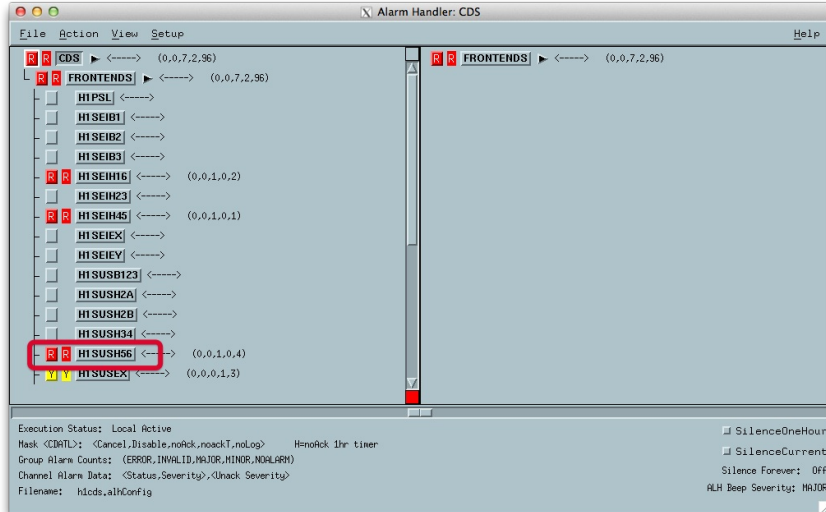 Alarm Handler: CDS
File Action View Setup Help
R R CDS <-----> (0,0,7,2,96)
R R FRONTENDS <-----> (0,0,7,2,96)
H1PSL <----->
H1SEIB1 <----->
H1SEIB2 <----->
H1SEIB3 <----->
R R H1SEIH16 <-----> (0,0,1,0,2)
H1SEIH23 <----->
R R H1SEIH45 <-----> (0,0,1,0,1)
H1SEIEX <----->
H1SEIEY <----->
H1SUSB123 <----->
H1SUSH2A <----->
H1SUSH2B <----->
H1SUSH34 <----->
R R H1SUSH56 <-----> (0,0,1,0,4)
Y Y H1SUSEX <-----> (0,0,0,1,3)
R R FRONTENDS <-----> (0,0,7,2,96)
Execution Status: Local Active
Mask <CDATL>: <Cancel,Disable,noAck,noackT,noLog> H=noAck 1hr timer
Group Alarm Counts: (ERROR,INVALID,MAJOR,MINOR,NOALARM)
Channel Alarm Data: <Status,Severity>,<Unack Severity>
Filename: h1cds.alhConfig
SilenceOneHour
SilenceCurrent
Silence Forever: Off
ALH Beep Severity: MAJOR